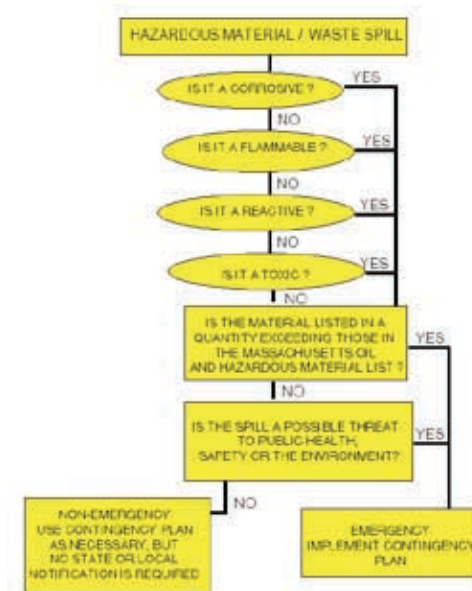 HAZARDOUS MATERIAL / WASTE SPILL
YES
IS IT A CORROSIVE ?
NO
YES
IS IT A FLAMMABLE ?
NO
YES
IS IT A REACTIVE ?
NO
YES
IS IT A TOXIC ?
NO
IS THE MATERIAL LISTED IN A
QUANTITY EXCEEDING THOSE IN
THE MASSACHUSETTS OIL
AND HAZARDOUS MATERIAL LIST ?
YES
NO
IS THE SPILL A POSSIBLE THREAT
TO PUBLIC HEALTH,
SAFETY OR THE ENVIRONMENT?
YES
NO
NON-EMERGENCY
USE CONTINGENCY PLAN
AS NECESSARY, BUT
NO STATE OR LOCAL
NOTIFICATION IS REQUIRED
EMERGENCY
IMPLEMENT CONTINGENCY
PLAN